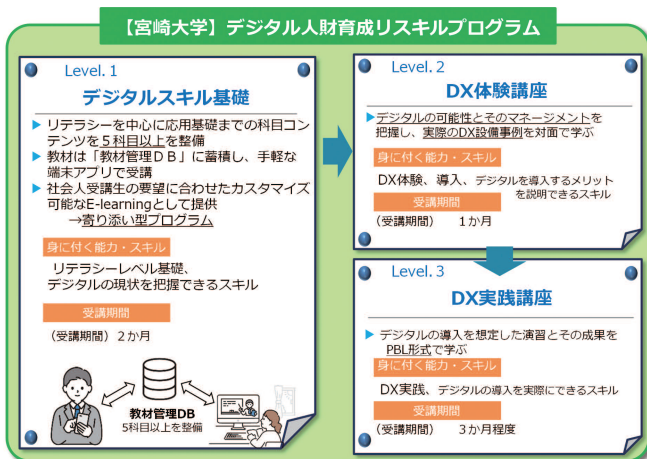 【宮崎大学】デジタル人財育成リスキルプログラム
Level. 1
デジタルスキル基礎
▶ リテラシーを中心に応用基礎までの科目コン
テンツを５科目以上を整備
▶ 教材は「教材管理ＤＢ」に蓄積し、手軽な
端末アプリで受講
▶ 社会人受講生の要望に合わせたカスタマイズ
可能なE-learningとして提供
→寄り添い型プログラム
身に付く能力・スキル
リテラシーレベル基礎、
デジタルの現状を把握できるスキル
受講期間
（受講期間）２か月
教材管理DB
5科目以上を整備
Level. 2
DX体験講座
▶デジタルの可能性とそのマネージメントを
把握し、実際のDX設備事例を対面で学ぶ
身に付く能力・スキル
DX体験、導入、デジタルを導入するメリット
を説明できるスキル
受講期間
（受講期間）　１か月
Level. 3
DX実践講座
▶ デジタルの導入を想定した演習とその成果を
PBL形式で学ぶ
身に付く能力・スキル
DX実践、デジタルの導入を実際にできるスキル
受講期間
（受講期間）　３か月程度